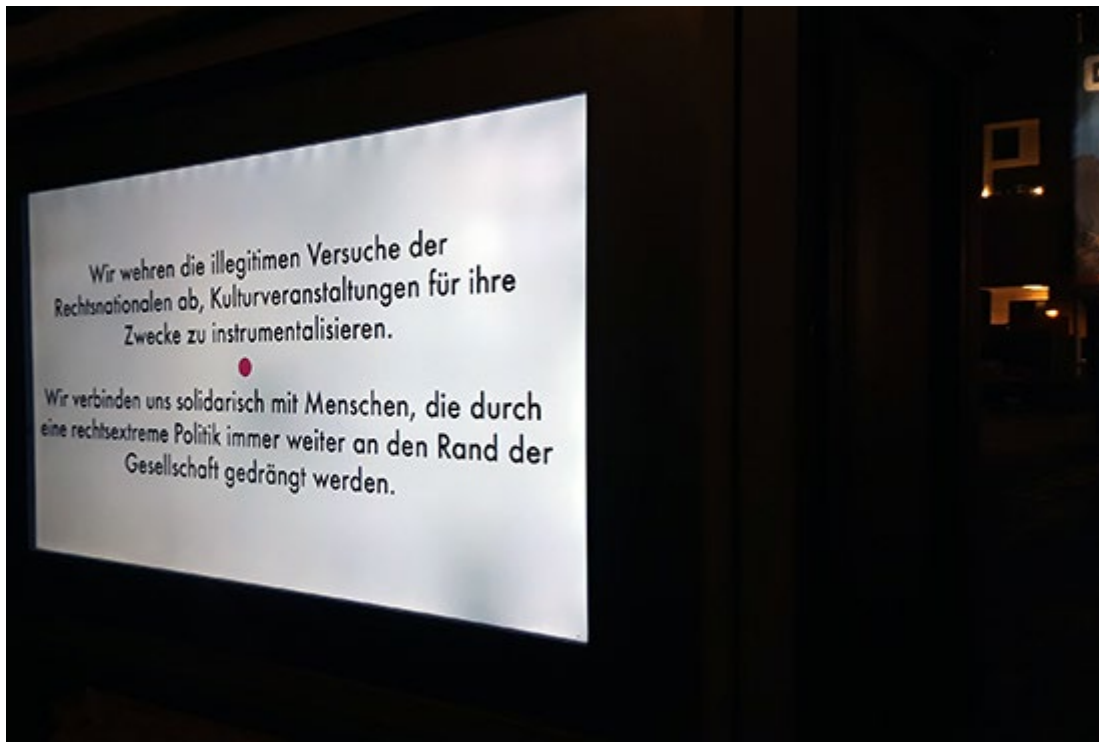 Wir wehren die illegitimen Versuche der
Rechtsnationalen ab, Kulturveranstaltungen für ihre
Zwecke zu instrumentalisieren.
Wir verbinden uns solidarisch mit Menschen, die durch
eine rechtsextreme Politik immer weiter an den Rand der
Gesellschaft gedrängt werden.